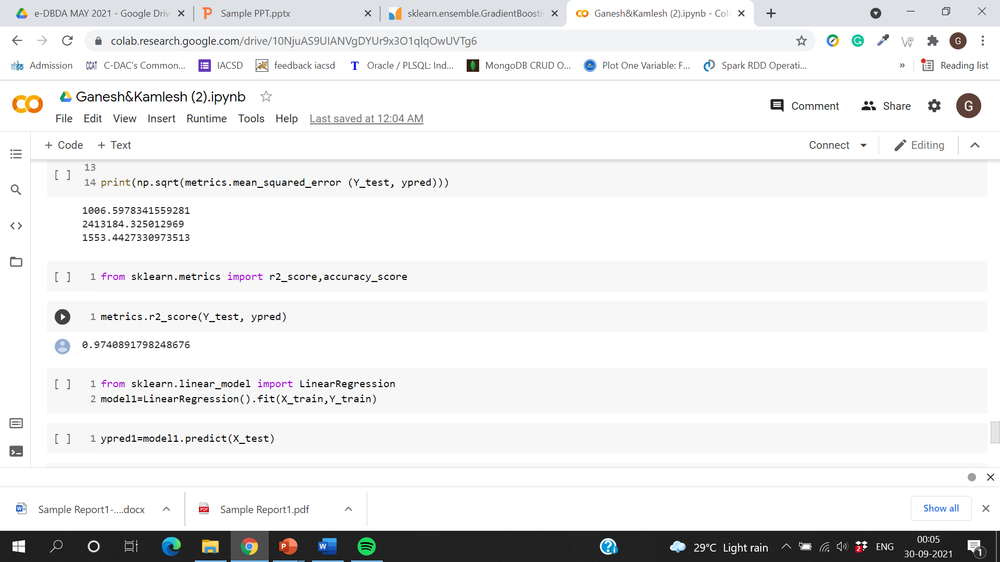 e-DBDA MAY 2021 - Google Driv
Sample PPT.pptx
sklearn.ensemble.GradientBoosti
Ganesh&Kamlesh (2).ipynb - Cola
colab.research.google.com/drive/10NjuAS9UIANVgDYUr9x3O1qlqOwUVTg6
G
Admission
CCAT C-DAC's Common...
IACSD
feedback iacsd
T Oracle / PLSQL: Ind...
MongoDB CRUD O...
Plot One Variable: F...
Spark RDD Operati...
»
Reading list
Ganesh&Kamlesh (2).ipynb
Comment
Share
G
File Edit View Insert Runtime Tools Help Last saved at 12:04 AM
+ Code + Text
Connect
Editing
[ ] 13
14 print(np.sqrt(metrics.mean_squared_error (Y_test, ypred)))
1006.5978341559281
2413184.325012969
1553.4427330973513
[ ] 1 from sklearn.metrics import r2_score,accuracy_score
1 metrics.r2_score(Y_test, ypred)
0.9740891798248676
[ ] 1 from sklearn.linear_model import LinearRegression
2 model1=LinearRegression().fit(X_train,Y_train)
[ ] 1 ypred1=model1.predict(X_test)
Sample Report1-....docx
PDF
Sample Report1.pdf
Show all
29°C Light rain
2
ENG
00:05
30-09-2021
1